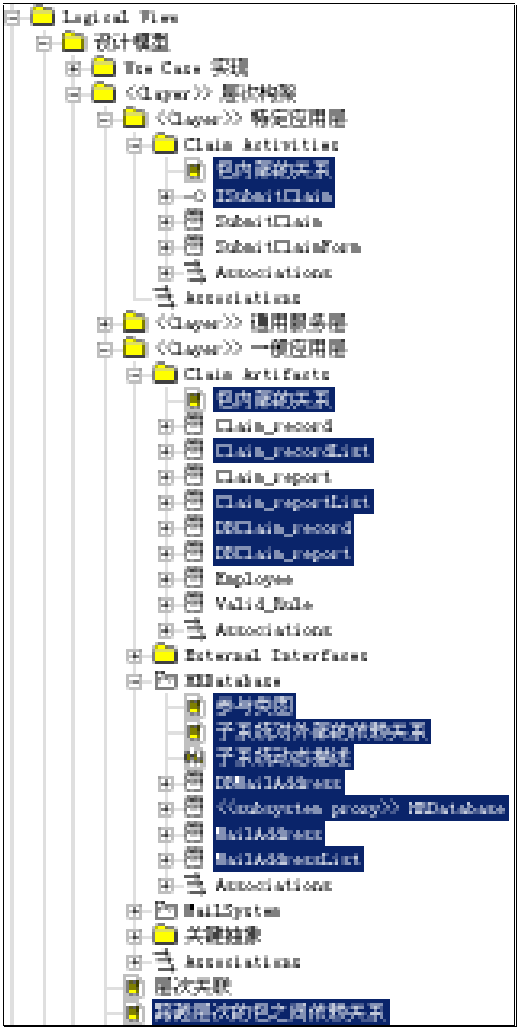 Logical View
设计模型
Use Case 实现
<<Layer>> 层次构架
<<Layer>> 特定应用层
Claim Activities
包内部的关系
ISubmitClaim
SubmitClaim
SubmitClaimForm
Associations
Associations
<<Layer>> 通用服务层
<<Layer>> 一般应用层
Claim Artifacts
包内部的关系
Claim_record
Claim_recordList
Claim_report
Claim_reportList
DBClaim_record
DBClaim_report
Employee
Valid_Rule
Associations
External Interfaces
HRDatabase
参与类图
子系统对外部的依赖关系
子系统动态描述
DBMailAddress
<<subsystem proxy>> HRDatabase
MailAddress
MailAddressList
Associations
MailSystem
关键抽象
Associations
层次关联
跨越层次的包之间依赖关系